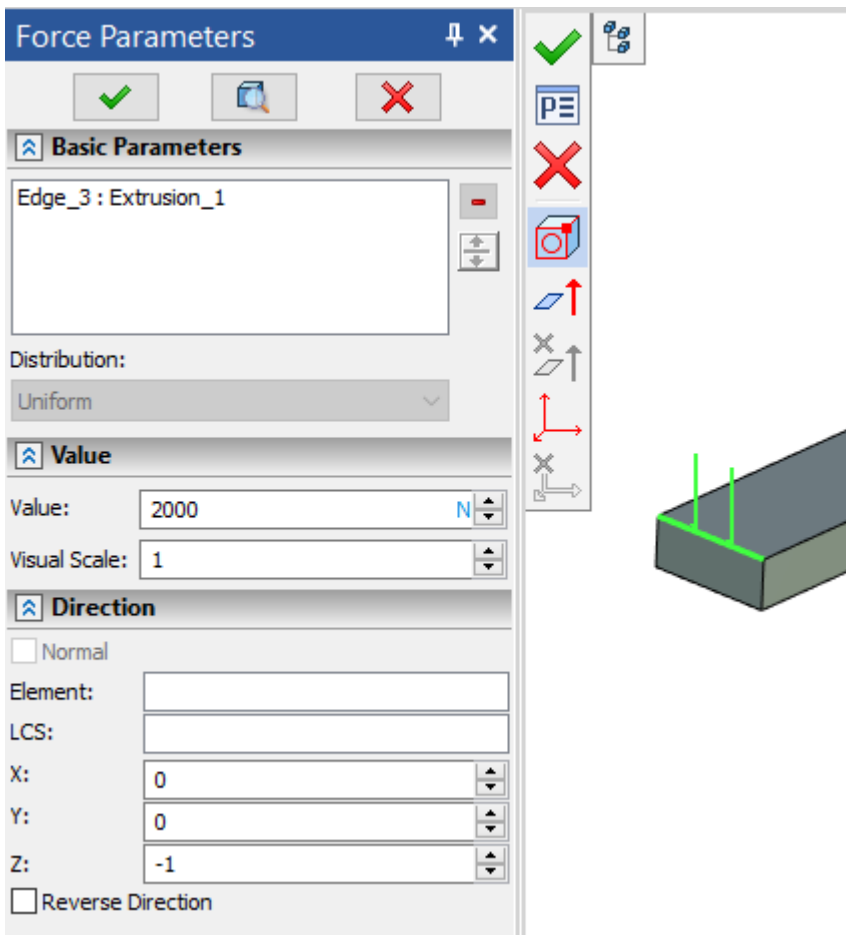 Force Parameters
Basic Parameters
Edge_3 : Extrusion_1
Distribution:
Uniform
Value
Value: 2000 N
Visual Scale: 1
Direction
Normal
Element:
LCS:
X: 0
Y: 0
Z: -1
Reverse Direction